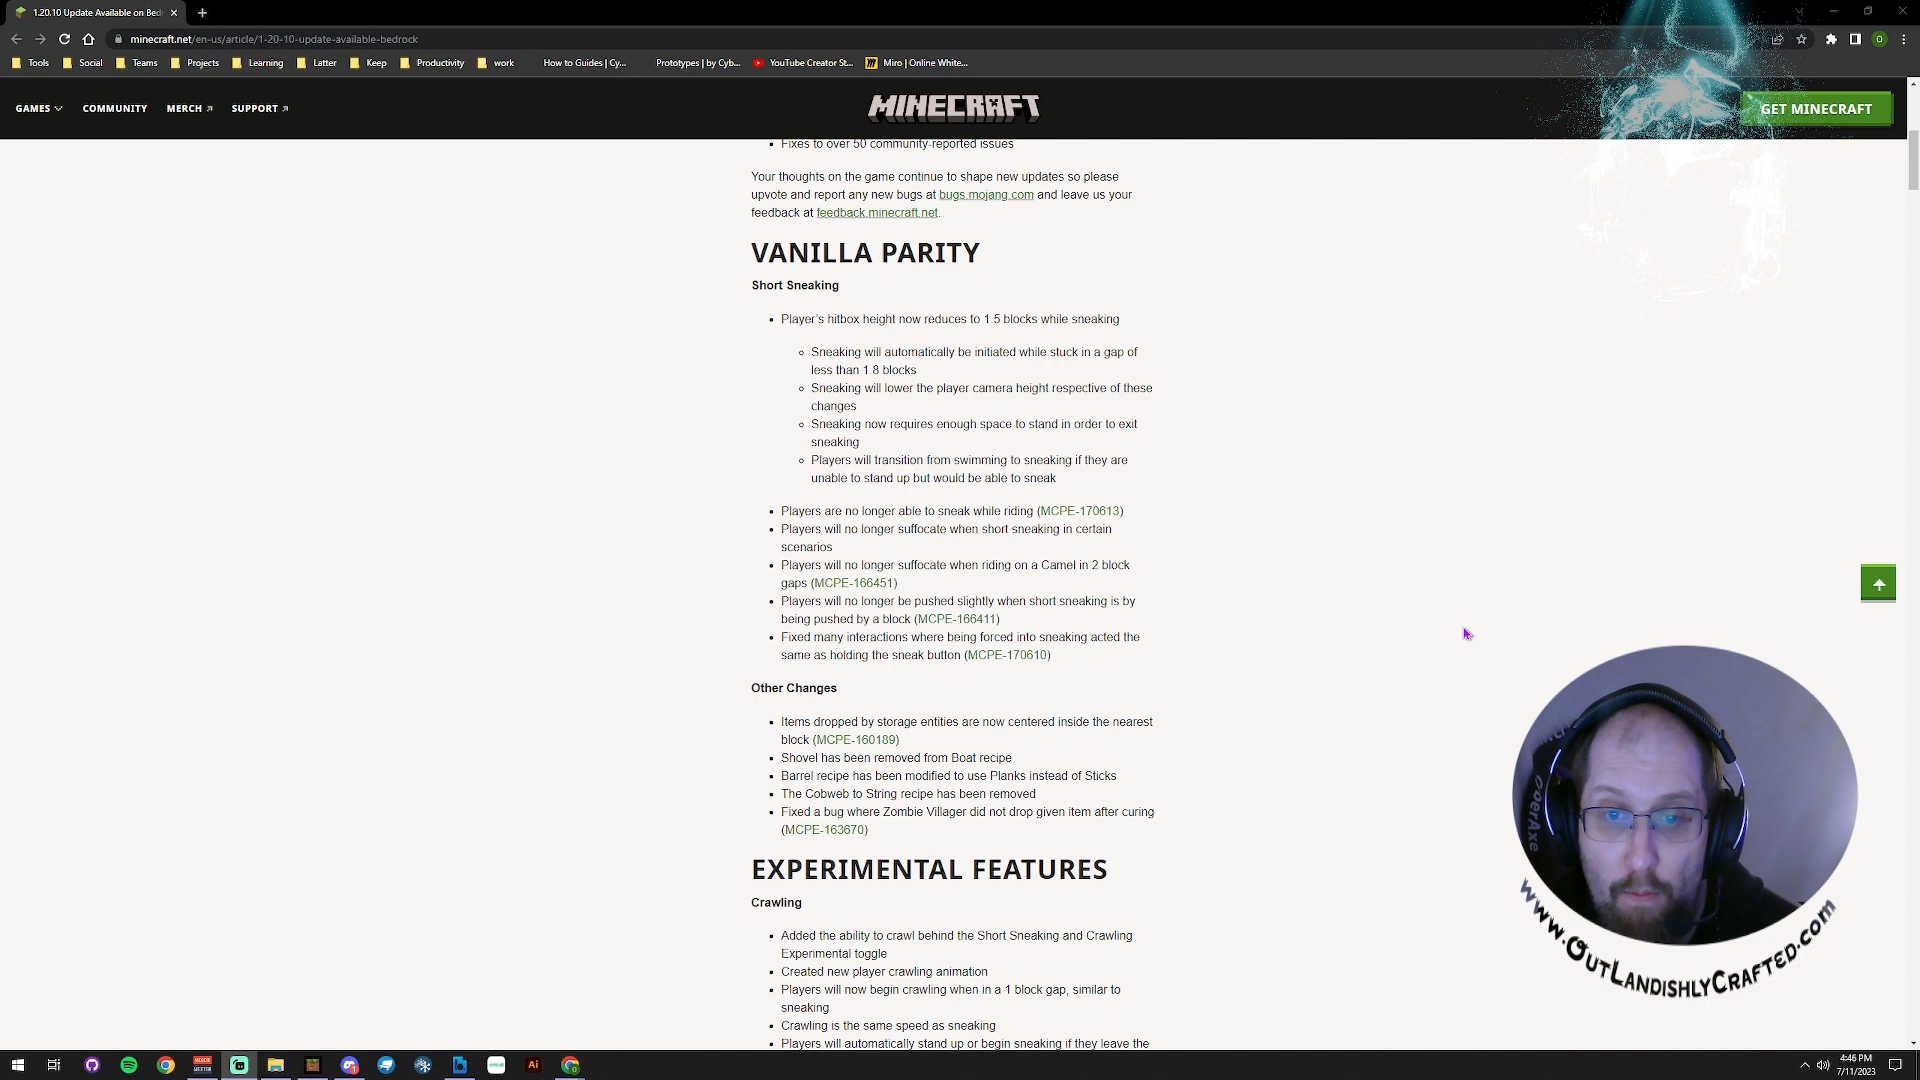 1.20.10 Update Available on Bed
minecraft.net/en-us/article/1-20-10-update-available-bedrock
O
Tools Social Teams Projects Learning Latter Keep Productivity work How to Guides | Cy... Prototypes | by Cyb... YouTube Creator St... Miro | Online White...
GAMES COMMUNITY MERCH SUPPORT MINECRAFT GET MINECRAFT
• Fixes to over 50 community-reported issues
Your thoughts on the game continue to shape new updates so please
upvote and report any new bugs at bugs.mojang.com and leave us your
feedback at feedback.minecraft.net.
VANILLA PARITY
Short Sneaking
• Player’s hitbox height now reduces to 1.5 blocks while sneaking
◦ Sneaking will automatically be initiated while stuck in a gap of
less than 1.8 blocks
◦ Sneaking will lower the player camera height respective of these
changes
◦ Sneaking now requires enough space to stand in order to exit
sneaking
◦ Players will transition from swimming to sneaking if they are
unable to stand up but would be able to sneak
• Players are no longer able to sneak while riding (MCPE-170613)
• Players will no longer suffocate when short sneaking in certain
scenarios
• Players will no longer suffocate when riding on a Camel in 2 block
gaps (MCPE-166451)
• Players will no longer be pushed slightly when short sneaking is by
being pushed by a block (MCPE-166411)
• Fixed many interactions where being forced into sneaking acted the
same as holding the sneak button (MCPE-170610)
Other Changes
• Items dropped by storage entities are now centered inside the nearest
block (MCPE-160189)
• Shovel has been removed from Boat recipe
• Barrel recipe has been modified to use Planks instead of Sticks
• The Cobweb to String recipe has been removed
• Fixed a bug where Zombie Villager did not drop given item after curing
(MCPE-163670)
EXPERIMENTAL FEATURES
Crawling
• Added the ability to crawl behind the Short Sneaking and Crawling
Experimental toggle
• Created new player crawling animation
• Players will now begin crawling when in a 1 block gap, similar to
sneaking
• Crawling is the same speed as sneaking
• Players will automatically stand up or begin sneaking if they leave the
www.OutLandishlyCrafted.com
Ai
4:46 PM
7/11/2023